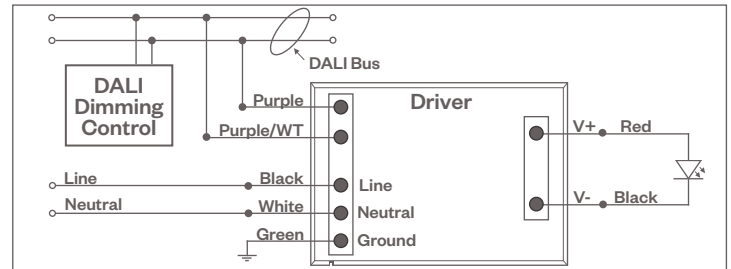 DALI Bus
DALI
Dimming
Control
Purple
Driver
Purple/WT
V+ Red
Line Black Line
Neutral White Neutral
V- Black
Green Ground